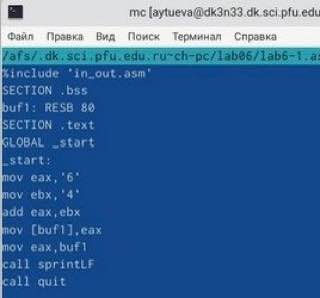 mc [aytueva@dk3n33.dk.sci.pfu.edu
Файл Правка Вид Поиск Терминал Справка
/afs/.dk.sci.pfu.edu.ru~ch-pc/lab06/lab6-1.as
%include 'in_out.asm'
SECTION .bss
buf1: RESB 80
SECTION .text
GLOBAL _start
_start:
mov eax,'6'
mov ebx,'4'
add eax,ebx
mov [buf1],eax
mov eax,buf1
call sprintLF
call quit